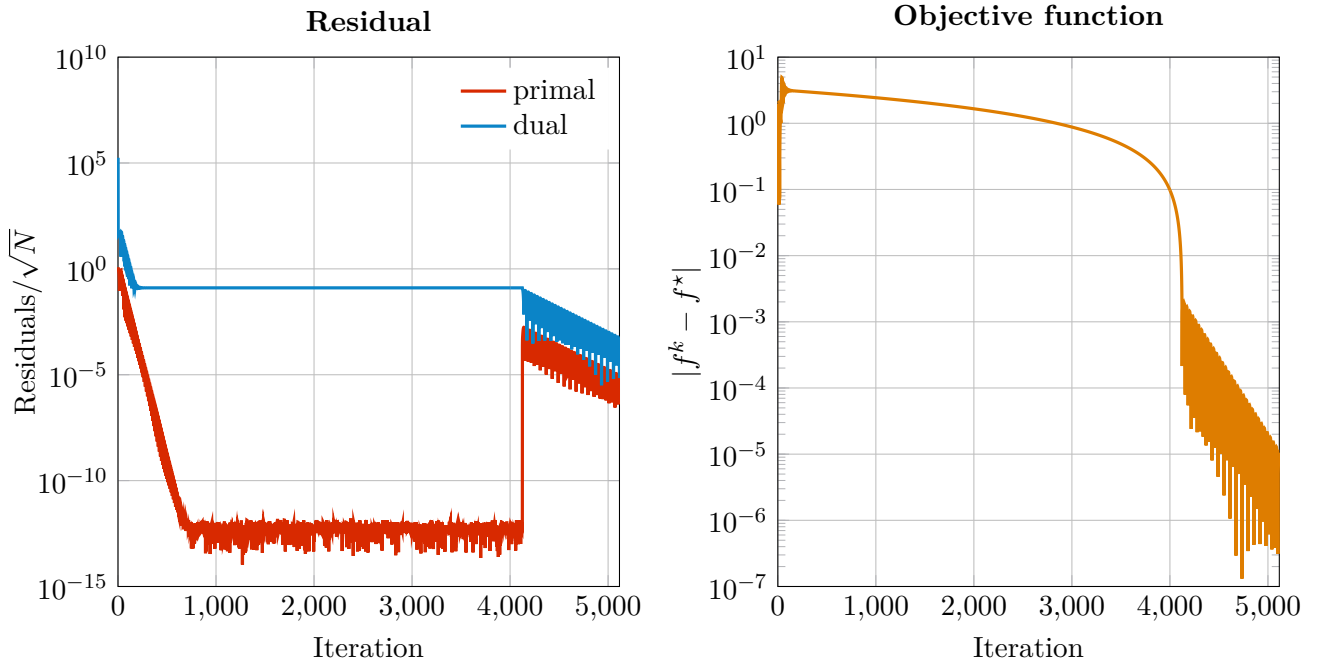 Residual
10^10
10^5
10^0
10^−5
10^−10
10^−15
Residuals/√N
primal
dual
0 1,000 2,000 3,000 4,000 5,000
Iteration
Objective function
10^1
10^0
10^−1
10^−2
10^−3
10^−4
10^−5
10^−6
10^−7
|f^k − f^⋆|
0 1,000 2,000 3,000 4,000 5,000
Iteration